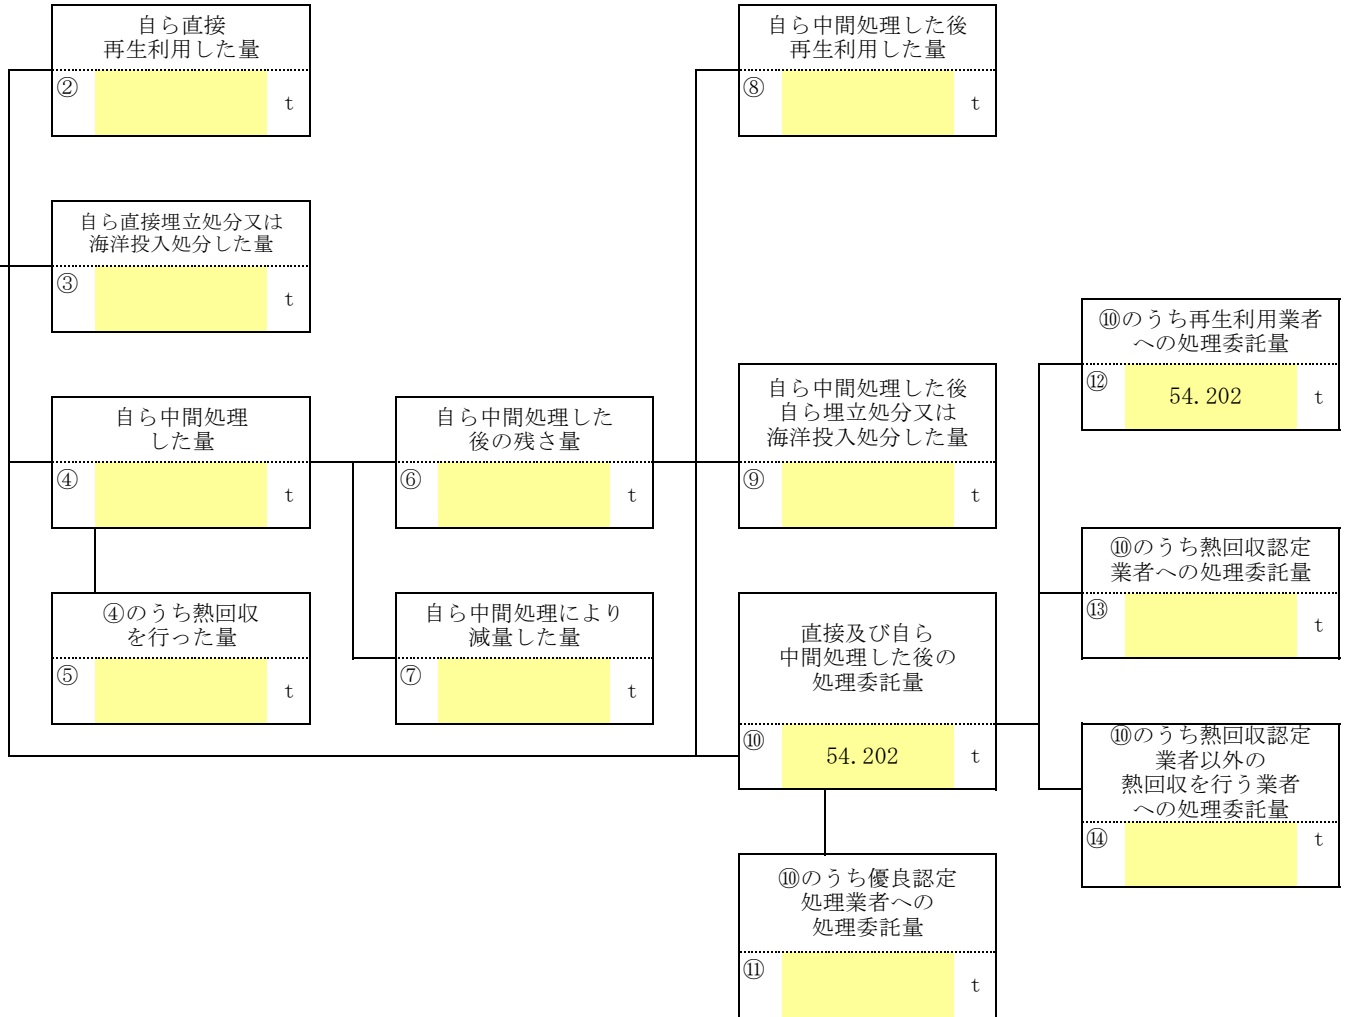 自ら直接
再生利用した量
②
t
自ら中間処理した後
再生利用した量
⑧
t
自ら直接埋立処分又は
海洋投入処分した量
③
t
⑩のうち再生利用業者
への処理委託量
⑫
54.202
t
自ら中間処理
した量
④
t
自ら中間処理した
後の残さ量
⑥
t
自ら中間処理した後
自ら埋立処分又は
海洋投入処分した量
⑨
t
⑩のうち熱回収認定
業者への処理委託量
⑬
t
④のうち熱回収
を行った量
⑤
t
自ら中間処理により
減量した量
⑦
t
直接及び自ら
中間処理した後の
処理委託量
⑩
54.202
t
⑩のうち熱回収認定
業者以外の
熱回収を行う業者
への処理委託量
⑭
t
⑩のうち優良認定
処理業者への
処理委託量
⑪
t